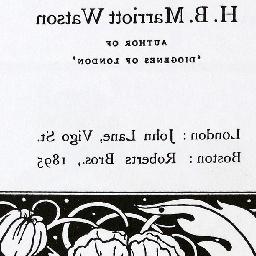 H. B. Marriott Watson
AUTHOR OF
'DIOGENES OF LONDON'
London: John Lane, Vigo St.
Boston: Roberts Bros., 1895